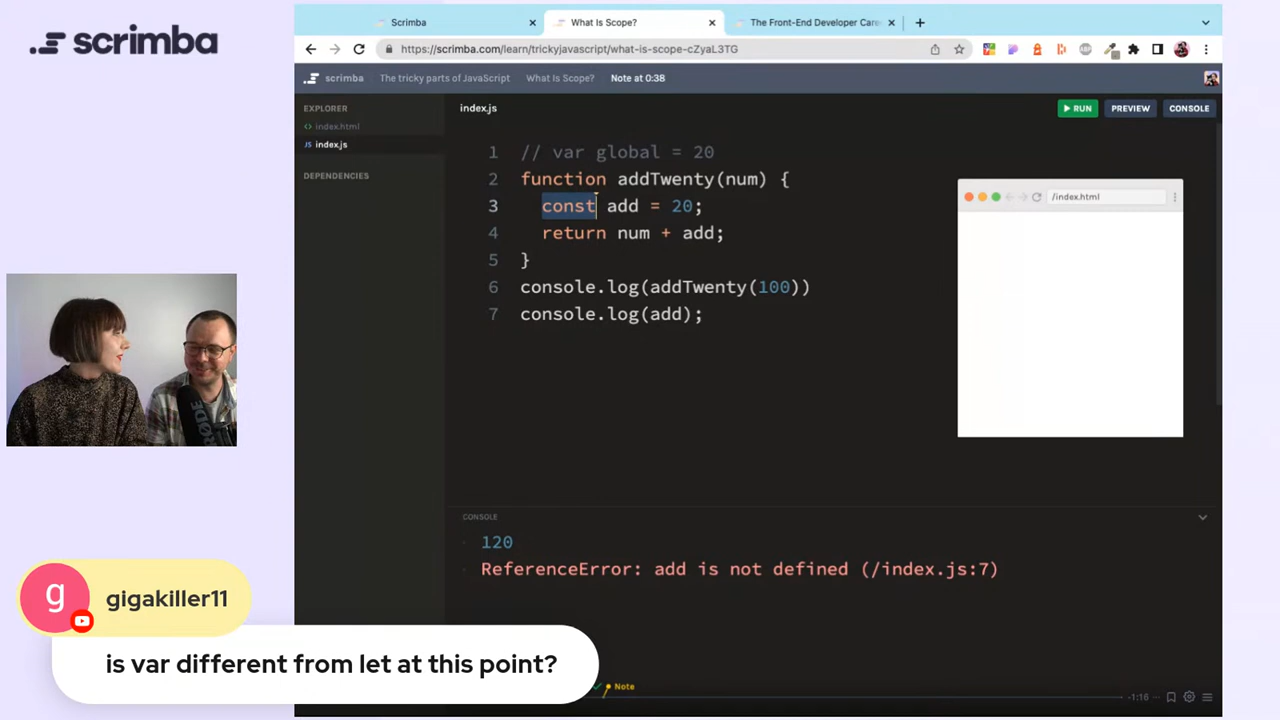 scrimba
Scrimba
What Is Scope?
The Front-End Developer Care
https://scrimba.com/learn/trickyjavascript/what-is-scope-cZyaL3TG
scrimba
The tricky parts of JavaScript
What Is Scope?
Note at 0:38
EXPLORER
index.html
JS index.js
DEPENDENCIES
index.js
RUN
PREVIEW
CONSOLE
1 // var global = 20
2 function addTwenty(num) {
3 const add = 20;
4 return num + add;
5 }
6 console.log(addTwenty(100))
7 console.log(add);
/index.html
RODE
CONSOLE
120
ReferenceError: add is not defined (/index.js:7)
Note
-1:16
g
gigakiller11
is var different from let at this point?